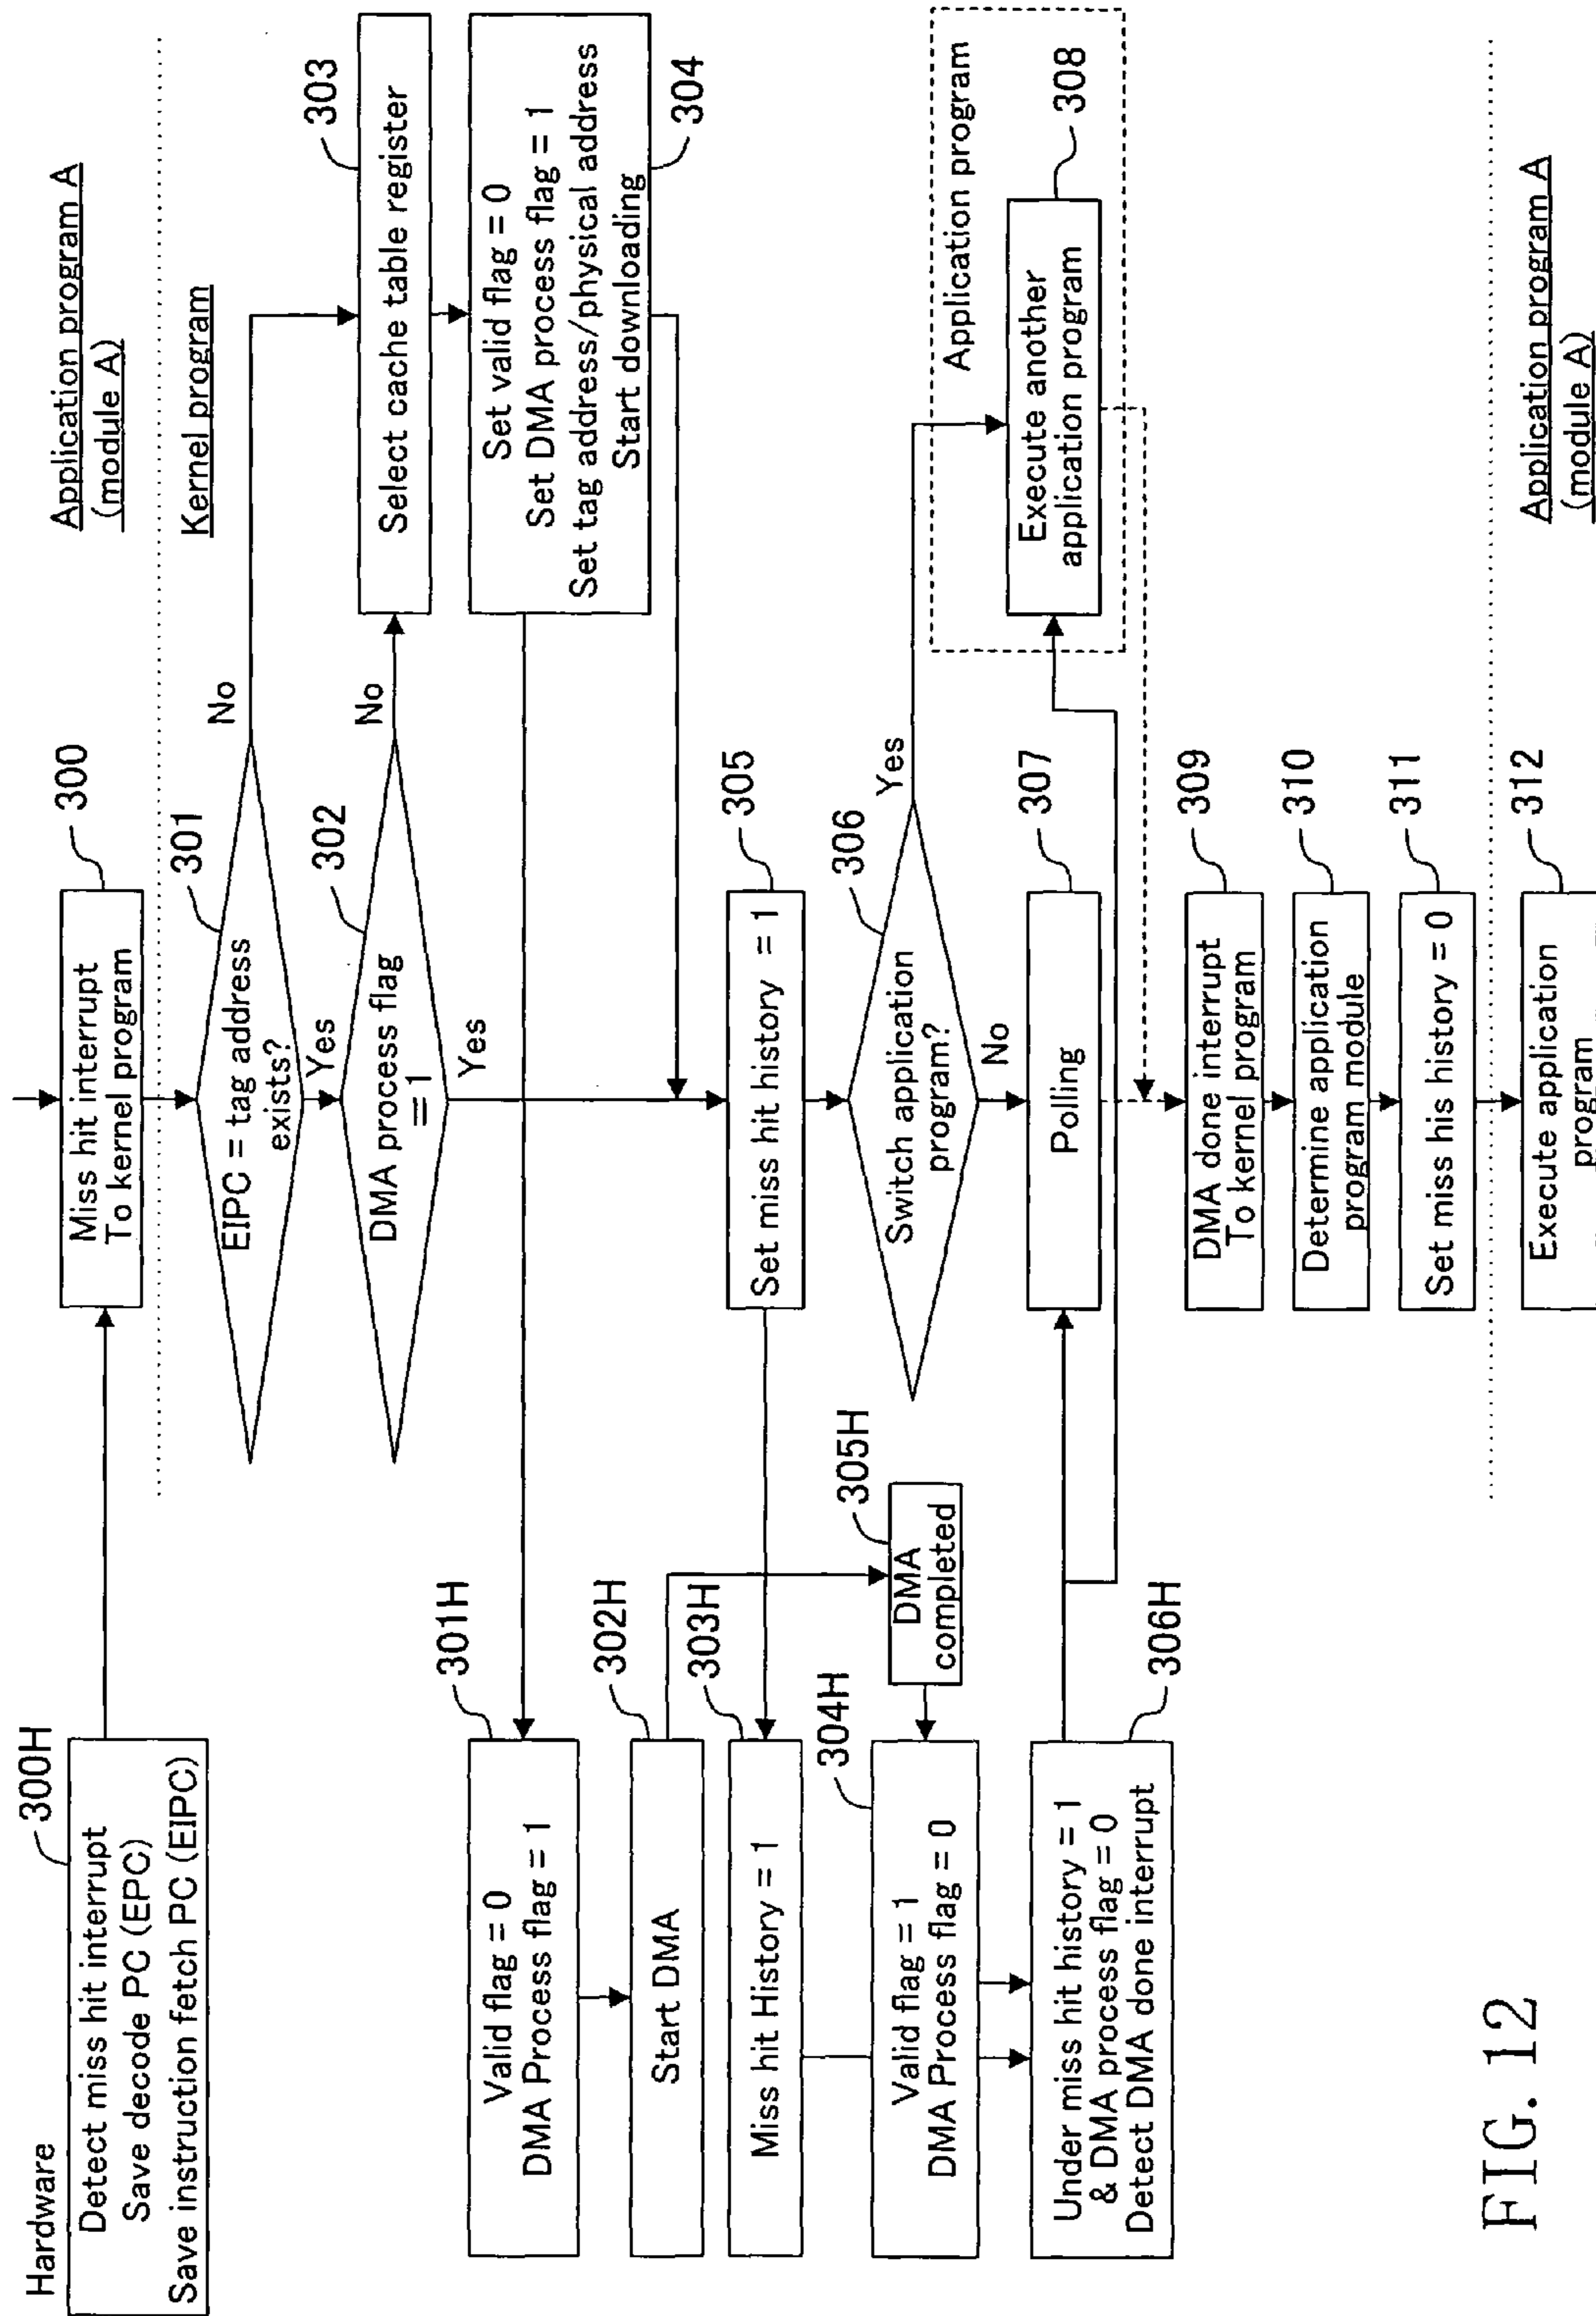 Hardware
300H
Detect miss hit interrupt
Save decode PC (EPC)
Save instruction fetch PC (EIPC)
300
Miss hit interrupt
To kernel program
Application program A
(module A)
Kernel program
301
EIPC = tag address
exists?
No
Yes
302
DMA process flag
= 1
No
Yes
303
Select cache table register
Set valid flag = 0
Set DMA process flag = 1
Set tag address/physical address
Start downloading
304
301H
Valid flag = 0
DMA Process flag = 1
302H
Start DMA
303H
Miss hit History = 1
305
Set miss hit history = 1
304H
Valid flag = 1
DMA Process flag = 0
305H
DMA
completed
306
Switch application
program?
Yes
No
Application program
308
Execute another
application program
306H
Under miss hit history = 1
& DMA process flag = 0
Detect DMA done interrupt
307
Polling
309
DMA done interrupt
To kernel program
310
Determine application
program module
311
Set miss his history = 0
312
Execute application
program
Application program A
(module A)
FIG. 12